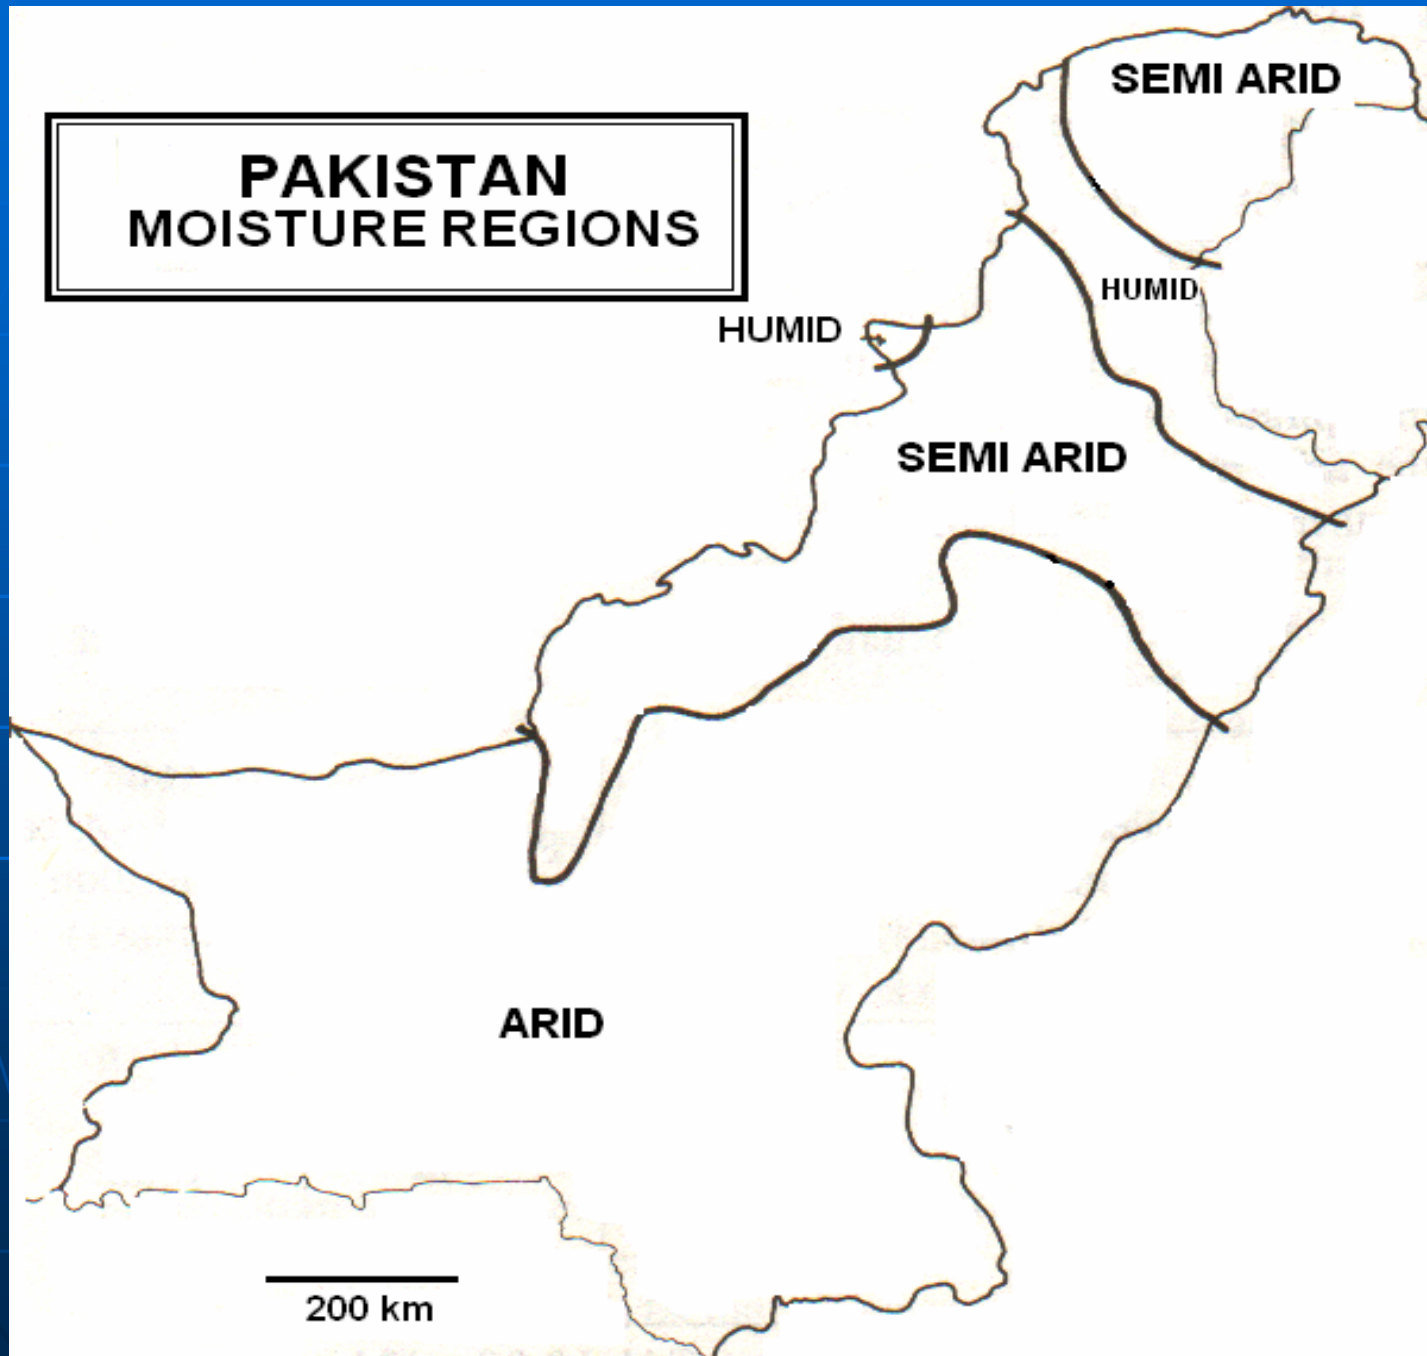 SEMI ARID
PAKISTAN
MOISTURE REGIONS
HUMID
HUMID
SEMI ARID
ARID
200 km